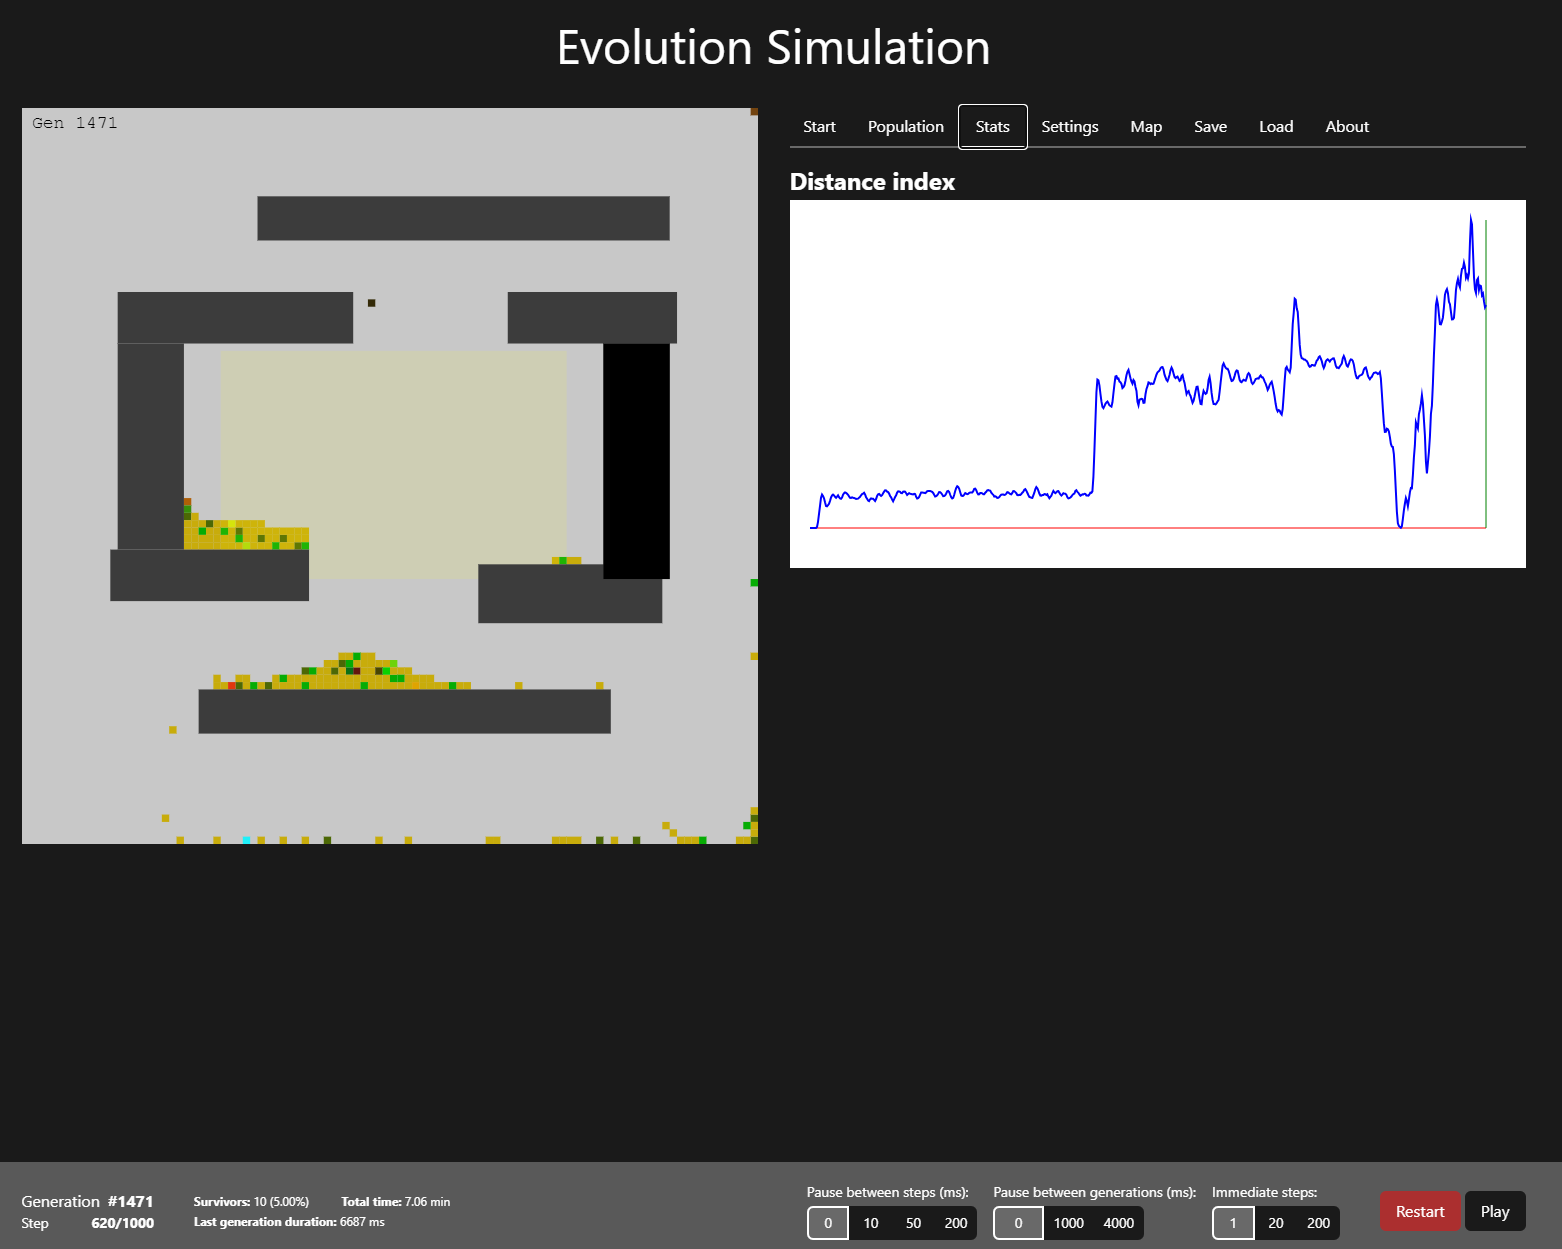 Evolution Simulation
Gen 1471
Start Population Stats Settings Map Save Load About
Distance index
Generation #1471
Step 620/1000
Survivors: 10 (5.00%) Total time: 7.06 min
Last generation duration: 6687 ms
Pause between steps (ms):
0 10 50 200
Pause between generations (ms):
0 1000 4000
Immediate steps:
1 20 200
Restart Play